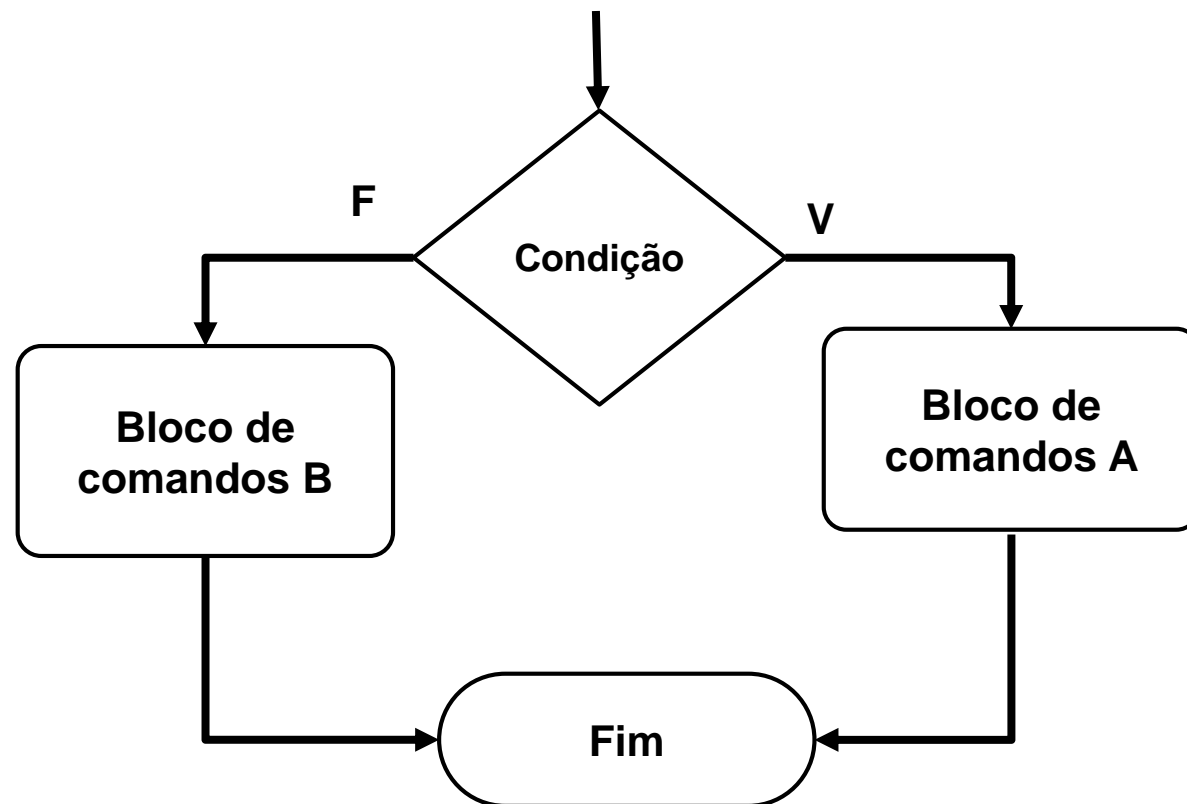 F
V
Condição
Bloco de
comandos B
Bloco de
comandos A
Fim